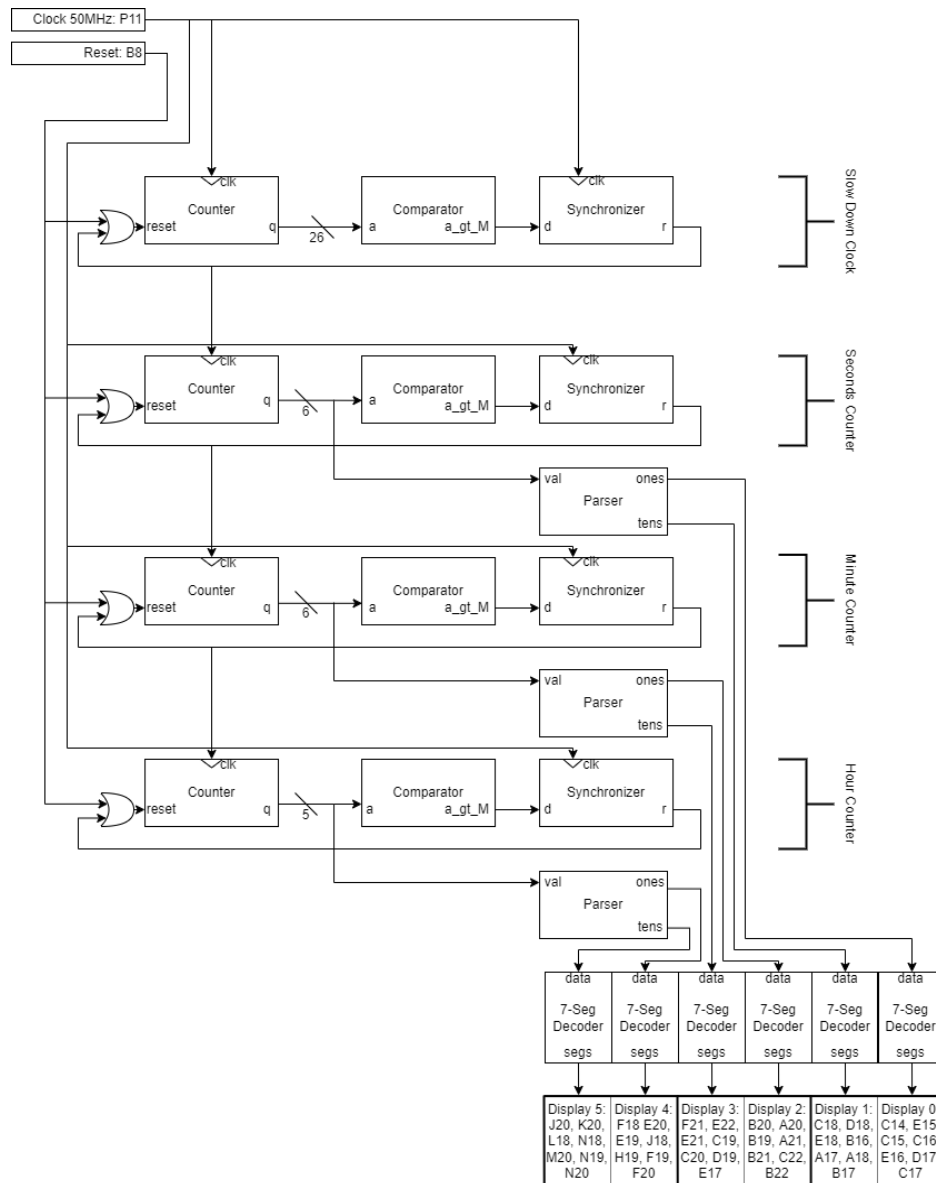 Clock 50MHz: P11
Reset: B8
clk
Counter
reset
q
26
Comparator
a
a_gt_M
clk
Synchronizer
d
r
Slow Down Clock
clk
Counter
reset
q
6
Comparator
a
a_gt_M
clk
Synchronizer
d
r
Seconds Counter
val
ones
Parser
tens
clk
Counter
reset
q
6
Comparator
a
a_gt_M
clk
Synchronizer
d
r
Minute Counter
val
ones
Parser
tens
clk
Counter
reset
q
5
Comparator
a
a_gt_M
clk
Synchronizer
d
r
Hour Counter
val
ones
Parser
tens
data
7-Seg
Decoder
segs
data
7-Seg
Decoder
segs
data
7-Seg
Decoder
segs
data
7-Seg
Decoder
segs
data
7-Seg
Decoder
segs
data
7-Seg
Decoder
segs
Display 5:
J20, K20,
L18, N18,
M20, N19,
N20
Display 4:
F18 E20,
E19, J18,
H19, F19,
F20
Display 3:
F21, E22,
E21, C19,
C20, D19,
E17
Display 2:
B20, A20,
B19, A21,
B21, C22,
B22
Display 1:
C18, D18,
E18, B16,
A17, A18,
B17
Display 0:
C14, E15,
C15, C16,
E16, D17,
C17